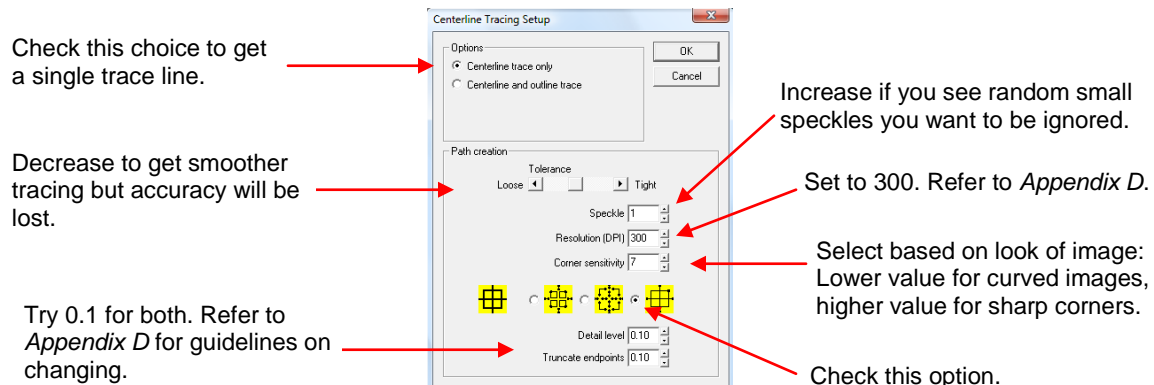 Centerline Tracing Setup
Check this choice to get
a single trace line.
Options
Centerline trace only
Centerline and outline trace
OK
Cancel
Increase if you see random small
speckles you want to be ignored.
Decrease to get smoother
tracing but accuracy will be
lost.
Path creation
Tolerance
Loose
Tight
Speckle 1
Resolution (DPI) 300
Corner sensitivity 7
Set to 300. Refer to Appendix D.
Select based on look of image:
Lower value for curved images,
higher value for sharp corners.
Try 0.1 for both. Refer to
Appendix D for guidelines on
changing.
Detail level 0.10
Truncate endpoints 0.10
Check this option.